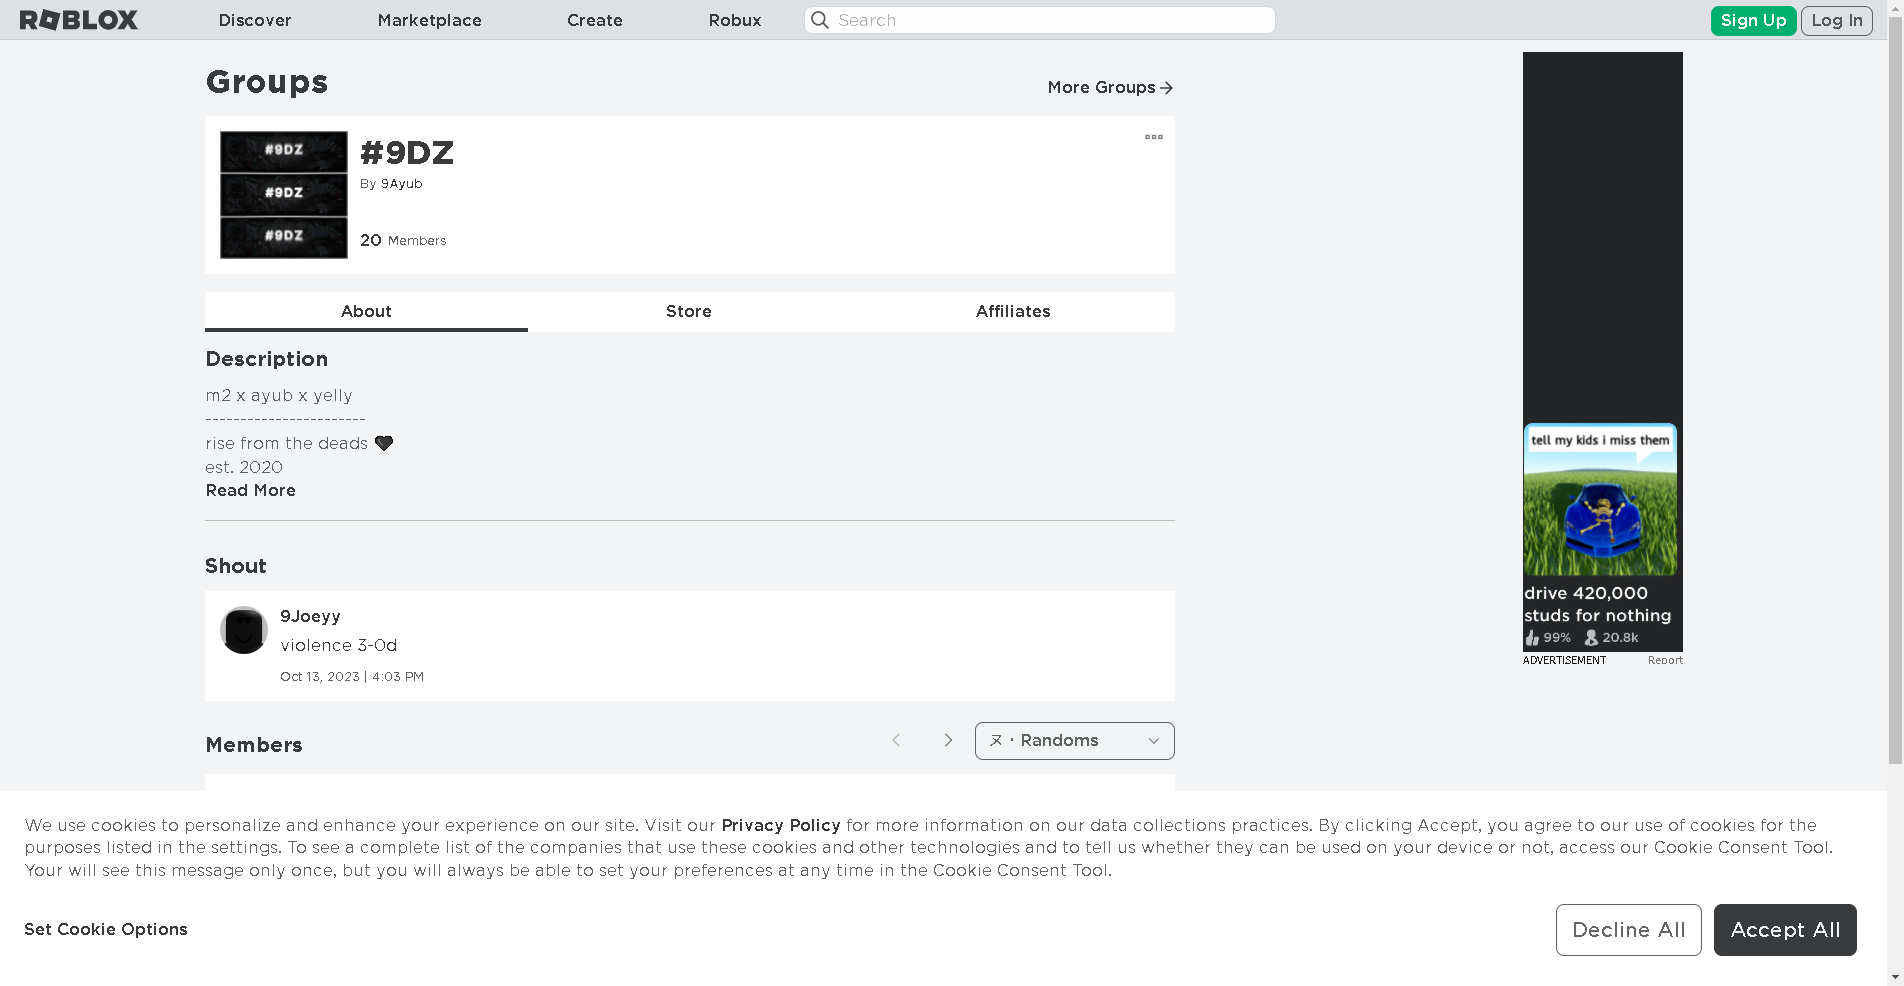 ROBLOX
Discover
Marketplace
Create
Robux
Search
Sign Up
Log In
Groups
More Groups
#9DZ
#9DZ
#9DZ
#9DZ
By 9Ayub
20 Members
About
Store
Affiliates
Description
m2 x ayub x yelly
-----------------------
rise from the deads 🖤
est. 2020
Read More
Shout
9Joeyy
violence 3-0d
Oct 13, 2023 | 4:03 PM
Members
ヌ · Randoms
tell my kids i miss them
drive 420,000
studs for nothing
99% 20.8k
ADVERTISEMENT
Report
We use cookies to personalize and enhance your experience on our site. Visit our Privacy Policy for more information on our data collections practices. By clicking Accept, you agree to our use of cookies for the
purposes listed in the settings. To see a complete list of the companies that use these cookies and other technologies and to tell us whether they can be used on your device or not, access our Cookie Consent Tool.
Your will see this message only once, but you will always be able to set your preferences at any time in the Cookie Consent Tool.
Set Cookie Options
Decline All
Accept All